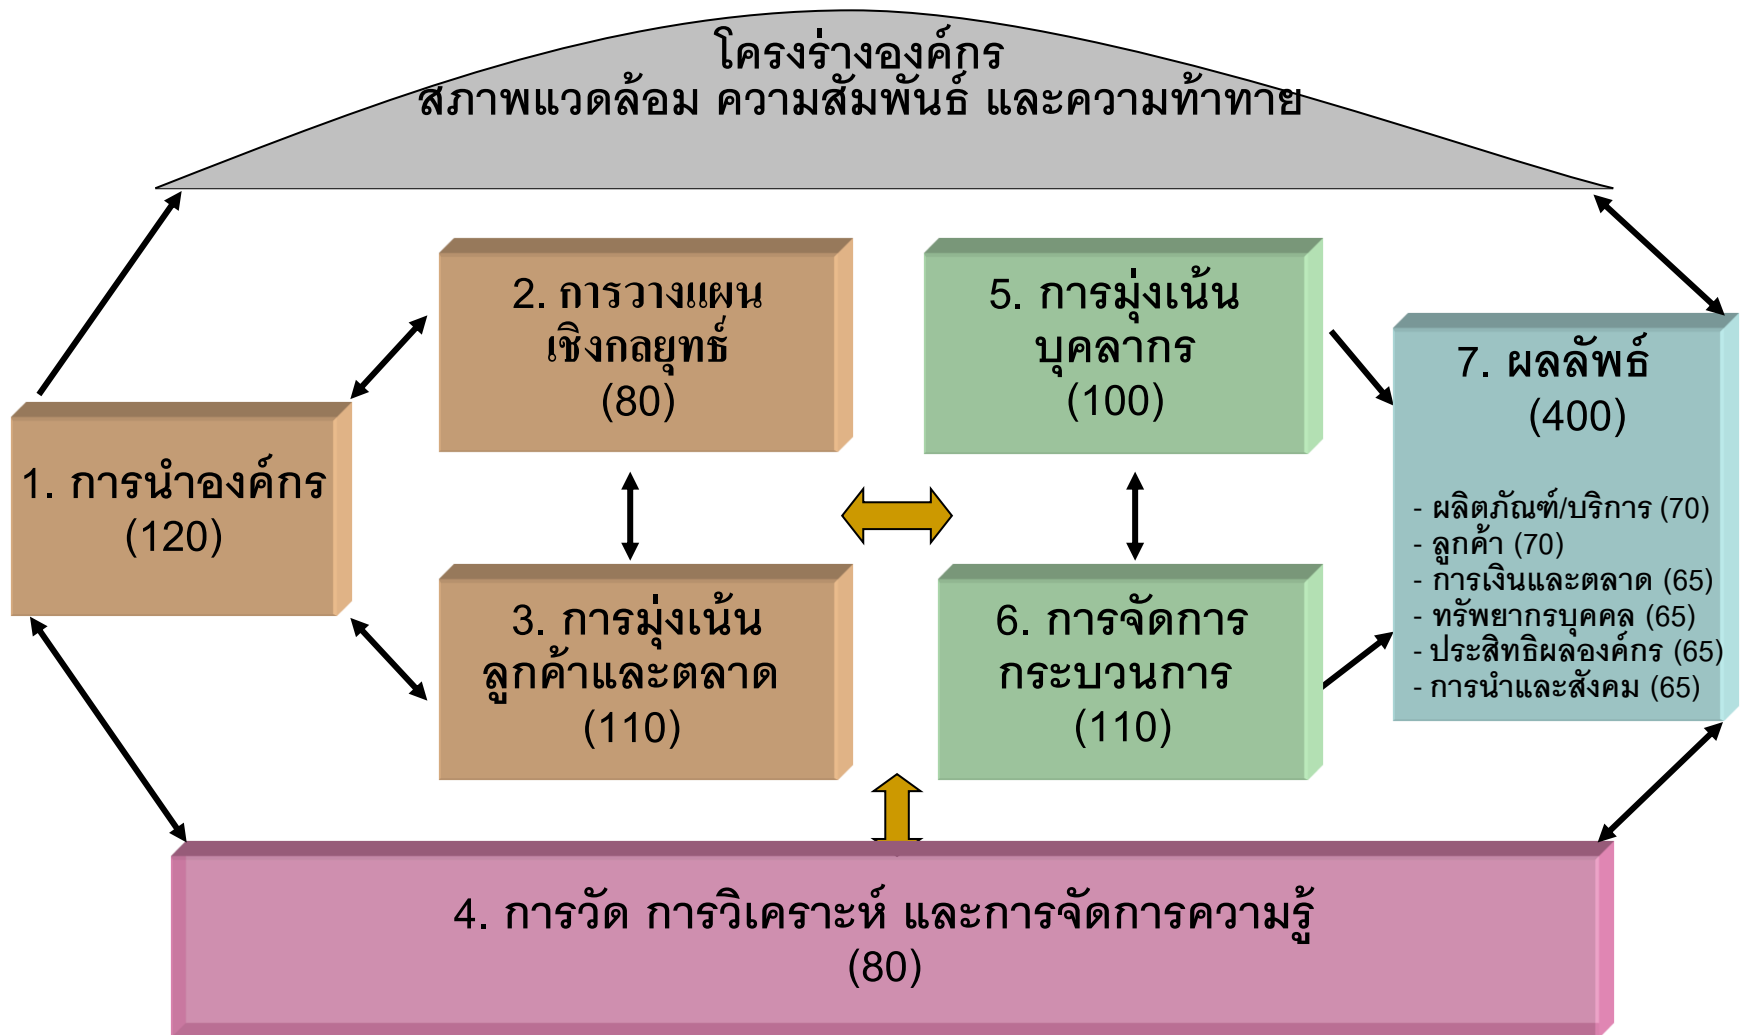 โครงร่างองค์กร
สภาพแวดล้อม ความสัมพันธ์ และความท้าทาย
1. การนำองค์กร
(120)
2. การวางแผน
เชิงกลยุทธ์
(80)
3. การมุ่งเน้น
ลูกค้าและตลาด
(110)
5. การมุ่งเน้น
บุคลากร
(100)
6. การจัดการ
กระบวนการ
(110)
7. ผลลัพธ์
(400)
- ผลิตภัณฑ์/บริการ (70)
- ลูกค้า (70)
- การเงินและตลาด (65)
- ทรัพยากรบุคคล (65)
- ประสิทธิผลองค์กร (65)
- การนำและสังคม (65)
4. การวัด การวิเคราะห์ และการจัดการความรู้
(80)